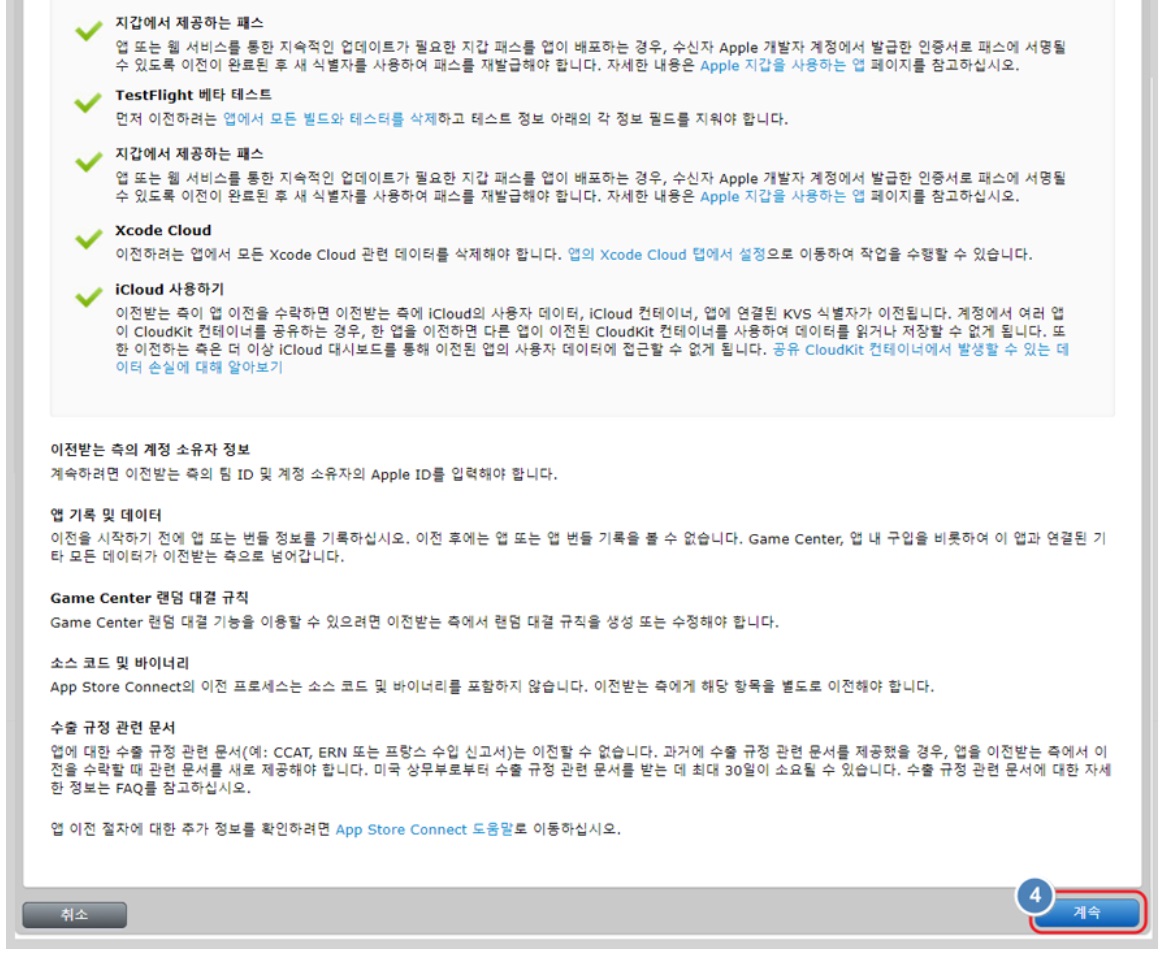 지갑에서 제공하는 패스
앱 또는 웹 서비스를 통한 지속적인 업데이트가 필요한 지갑 패스를 앱이 배포하는 경우, 수신자 Apple 개발자 계정에서 발급한 인증서로 패스에 서명될
수 있도록 이전이 완료된 후 새 식별자를 사용하여 패스를 재발급해야 합니다. 자세한 내용은 Apple 지갑을 사용하는 앱 페이지를 참고하십시오.
TestFlight 베타 테스트
먼저 이전하려는 앱에서 모든 빌드와 테스터를 삭제하고 테스트 정보 아래의 각 정보 필드를 지워야 합니다.
지갑에서 제공하는 패스
앱 또는 웹 서비스를 통한 지속적인 업데이트가 필요한 지갑 패스를 앱이 배포하는 경우, 수신자 Apple 개발자 계정에서 발급한 인증서로 패스에 서명될
수 있도록 이전이 완료된 후 새 식별자를 사용하여 패스를 재발급해야 합니다. 자세한 내용은 Apple 지갑을 사용하는 앱 페이지를 참고하십시오.
Xcode Cloud
이전하려는 앱에서 모든 Xcode Cloud 관련 데이터를 삭제해야 합니다. 앱의 Xcode Cloud 탭에서 설정으로 이동하여 작업을 수행할 수 있습니다.
iCloud 사용하기
이전받는 측이 앱 이전을 수락하면 이전받는 측에 iCloud의 사용자 데이터, iCloud 컨테이너, 앱에 연결된 KVS 식별자가 이전됩니다. 계정에서 여러 앱
이 CloudKit 컨테이너를 공유하는 경우, 한 앱을 이전하면 다른 앱이 이전된 CloudKit 컨테이너를 사용하여 데이터를 읽거나 저장할 수 없게 됩니다. 또
한 이전하는 측은 더 이상 iCloud 대시보드를 통해 이전된 앱의 사용자 데이터에 접근할 수 없게 됩니다. 공유 CloudKit 컨테이너에서 발생할 수 있는 데
이터 손실에 대해 알아보기
이전받는 측의 계정 소유자 정보
계속하려면 이전받는 측의 팀 ID 및 계정 소유자의 Apple ID를 입력해야 합니다.
앱 기록 및 데이터
이전을 시작하기 전에 앱 또는 번들 정보를 기록하십시오. 이전 후에는 앱 또는 앱 번들 기록을 볼 수 없습니다. Game Center, 앱 내 구입을 비롯하여 이 앱과 연결된 기
타 모든 데이터가 이전받는 측으로 넘어갑니다.
Game Center 랜덤 대결 규칙
Game Center 랜덤 대결 기능을 이용할 수 있으려면 이전받는 측에서 랜덤 대결 규칙을 생성 또는 수정해야 합니다.
소스 코드 및 바이너리
App Store Connect의 이전 프로세스는 소스 코드 및 바이너리를 포함하지 않습니다. 이전받는 측에게 해당 항목을 별도로 이전해야 합니다.
수출 규정 관련 문서
앱에 대한 수출 규정 관련 문서(예: CCAT, ERN 또는 프랑스 수입 신고서)는 이전할 수 없습니다. 과거에 수출 규정 관련 문서를 제공했을 경우, 앱을 이전받는 측에서 이
전을 수락할 때 관련 문서를 새로 제공해야 합니다. 미국 상무부로부터 수출 규정 관련 문서를 받는 데 최대 30일이 소요될 수 있습니다. 수출 규정 관련 문서에 대한 자세
한 정보는 FAQ를 참고하십시오.
앱 이전 절차에 대한 추가 정보를 확인하려면 App Store Connect 도움말로 이동하십시오.
4
취소
계속